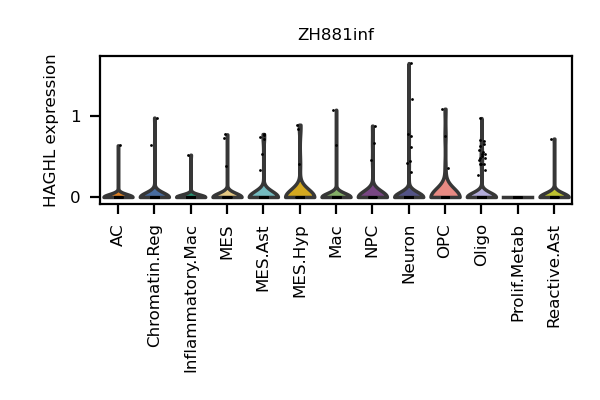 ZH881inf
HAGHL expression
1
0
AC
Chromatin.Reg
Inflammatory.Mac
MES
MES.Ast
MES.Hyp
Mac
NPC
Neuron
OPC
Oligo
Prolif.Metab
Reactive.Ast